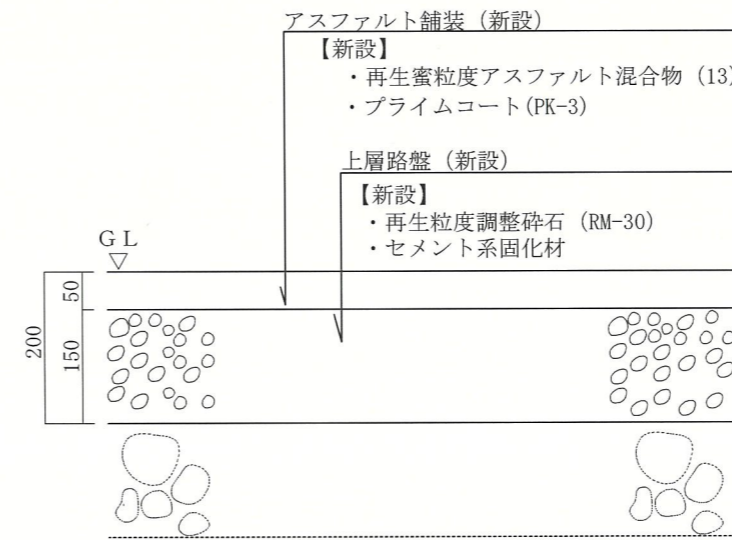 アスファルト舗装 (新設)
【新設】
・再生蜜粒度アスファルト混合物 (13)
・プライムコート(PK-3)
上層路盤 (新設)
【新設】
・再生粒度調整砕石 (RM-30)
・セメント系固化材
GL
50
200
150